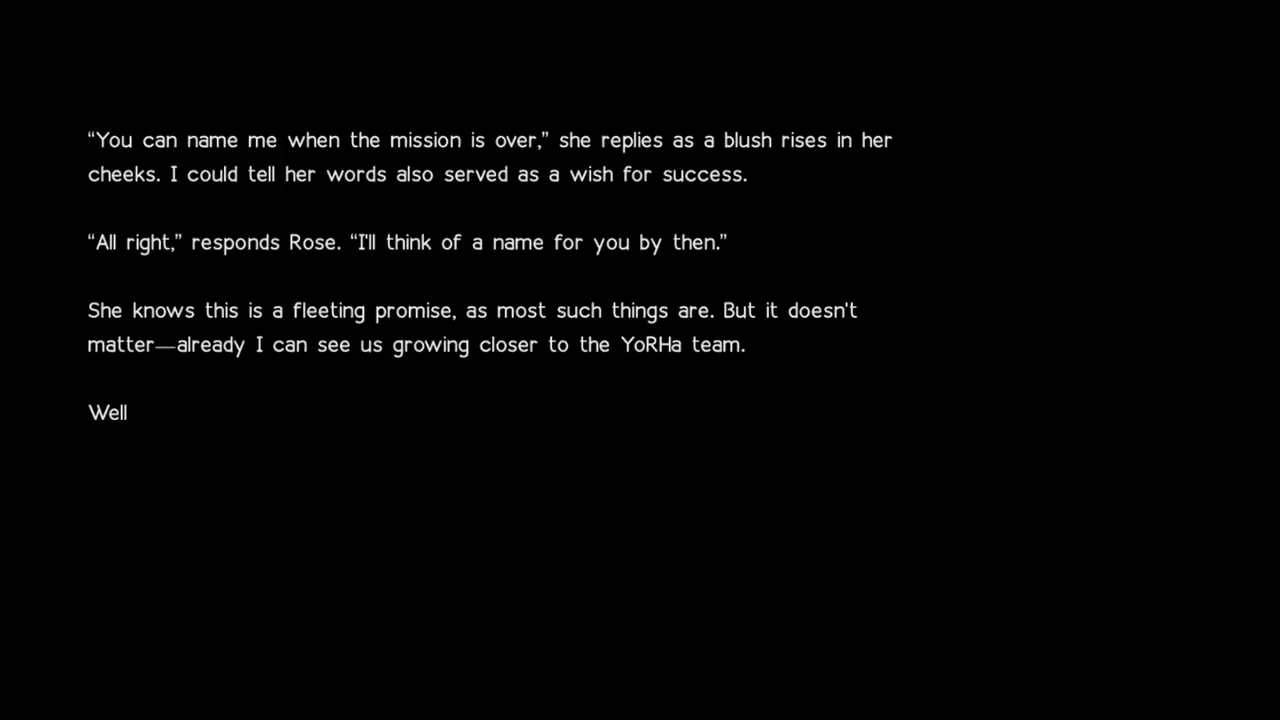 “You can name me when the mission is over,” she replies as a blush rises in her
cheeks. I could tell her words also served as a wish for success.
“All right,” responds Rose. “I'll think of a name for you by then.”
She knows this is a fleeting promise, as most such things are. But it doesn't
matter—already I can see us growing closer to the YoRHa team.
Well